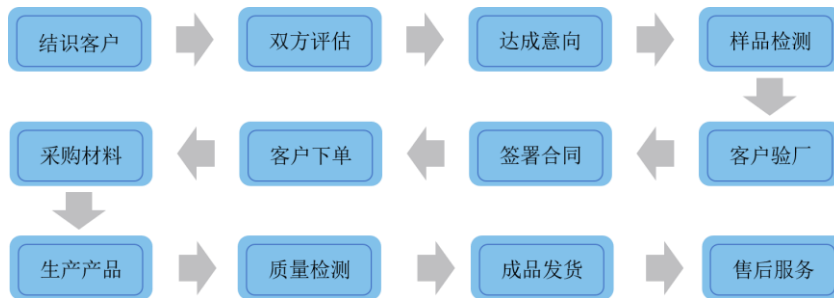 结识客户
双方评估
达成意向
样品检测
客户验厂
签署合同
客户下单
采购材料
生产产品
质量检测
成品发货
售后服务